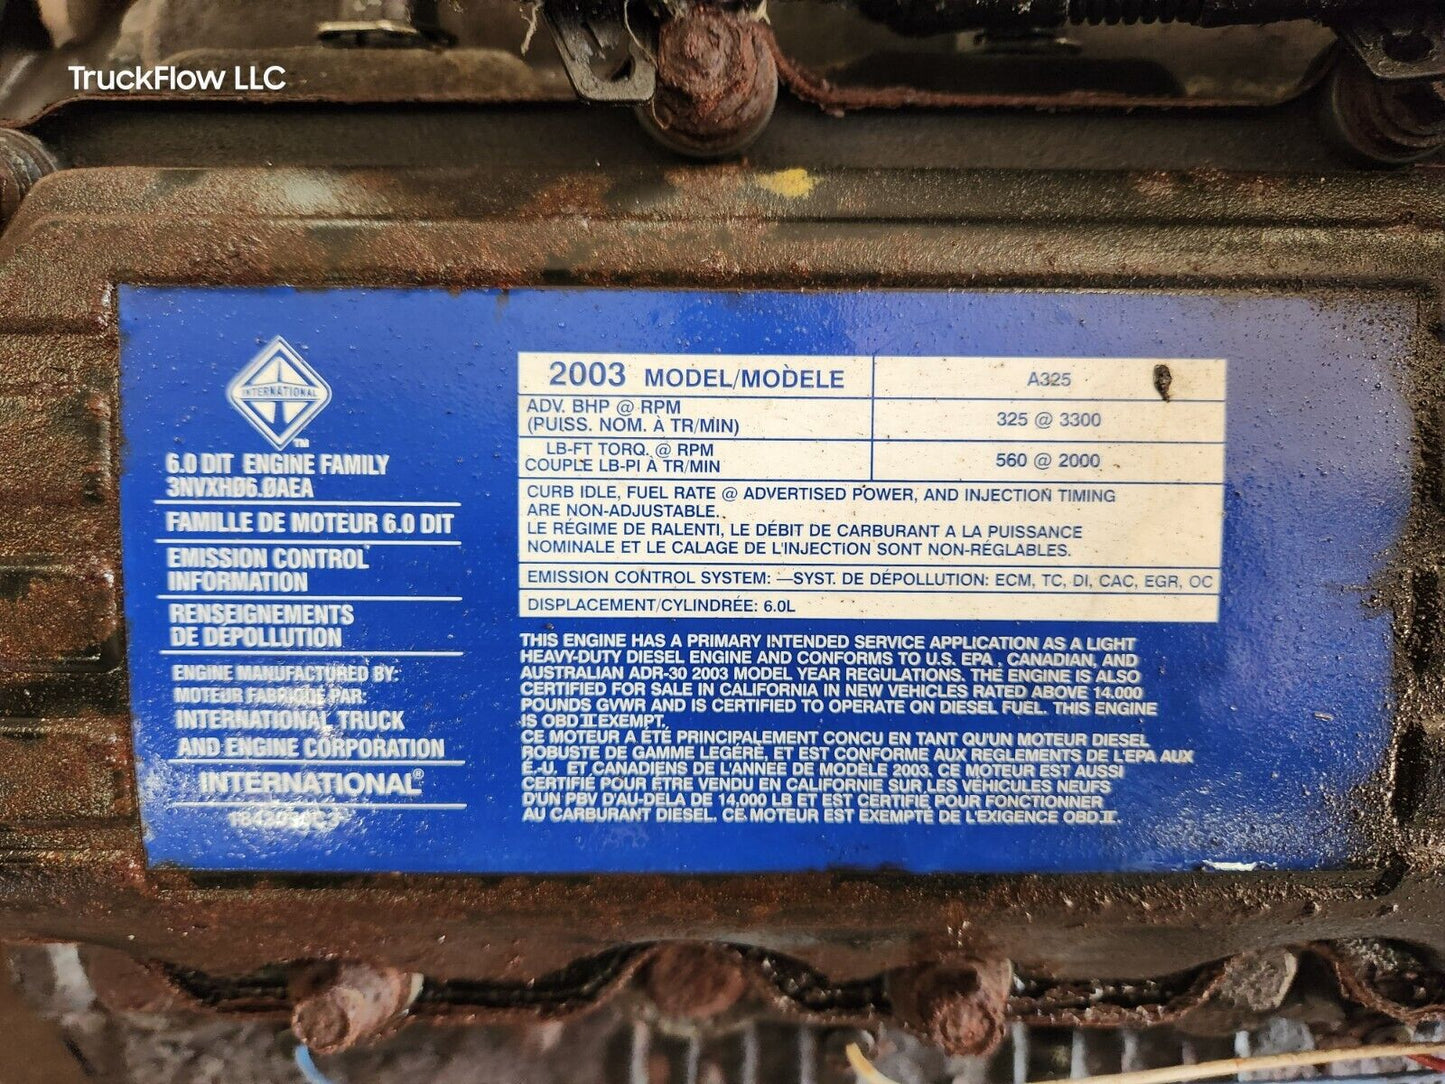 TruckFlow LLC
INTERNATIONAL
TM
6.0 DIT ENGINE FAMILY
3NVXHØ6.ØAEA
FAMILLE DE MOTEUR 6.0 DIT
EMISSION CONTROL
INFORMATION
RENSEIGNEMENTS
DE DÉPOLLUTION
ENGINE MANUFACTURED BY:
MOTEUR FABRIQUÉ PAR:
INTERNATIONAL TRUCK
AND ENGINE CORPORATION
INTERNATIONAL®
2003 MODEL/MODÈLE A325
ADV. BHP @ RPM
(PUISS. NOM. À TR/MIN) 325 @ 3300
LB-FT TORQ. @ RPM
COUPLE LB-PI À TR/MIN 560 @ 2000
CURB IDLE, FUEL RATE @ ADVERTISED POWER, AND INJECTION TIMING
ARE NON-ADJUSTABLE.
LE RÉGIME DE RALENTI, LE DÉBIT DE CARBURANT A LA PUISSANCE
NOMINALE ET LE CALAGE DE L'INJECTION SONT NON-RÉGLABLES.
EMISSION CONTROL SYSTEM: —SYST. DE DÉPOLLUTION: ECM, TC, DI, CAC, EGR, OC
DISPLACEMENT/CYLINDRÉE: 6.0L
THIS ENGINE HAS A PRIMARY INTENDED SERVICE APPLICATION AS A LIGHT
HEAVY-DUTY DIESEL ENGINE AND CONFORMS TO U.S. EPA , CANADIAN, AND
AUSTRALIAN ADR-30 2003 MODEL YEAR REGULATIONS. THE ENGINE IS ALSO
CERTIFIED FOR SALE IN CALIFORNIA IN NEW VEHICLES RATED ABOVE 14.000
POUNDS GVWR AND IS CERTIFIED TO OPERATE ON DIESEL FUEL. THIS ENGINE
IS OBD II EXEMPT.
CE MOTEUR A ÉTÉ PRINCIPALEMENT CONCU EN TANT QU'UN MOTEUR DIESEL
ROBUSTE DE GAMME LEGÉRE, ET EST CONFORME AUX REGLEMENTS DE L'EPA AUX
É.-U. ET CANADIENS DE L'ANNEE DE MODÈLE 2003. CE MOTEUR EST AUSSI
CERTIFIÉ POUR ÊTRE VENDU EN CALIFORNIE SUR LES VÉHICULES NEUFS
D'UN PBV D'AU-DELA DE 14,000 LB ET EST CERTIFIÉ POUR FONCTIONNER
AU CARBURANT DIESEL. CE MOTEUR EST EXEMPTÉ DE L'EXIGENCE OBD II.